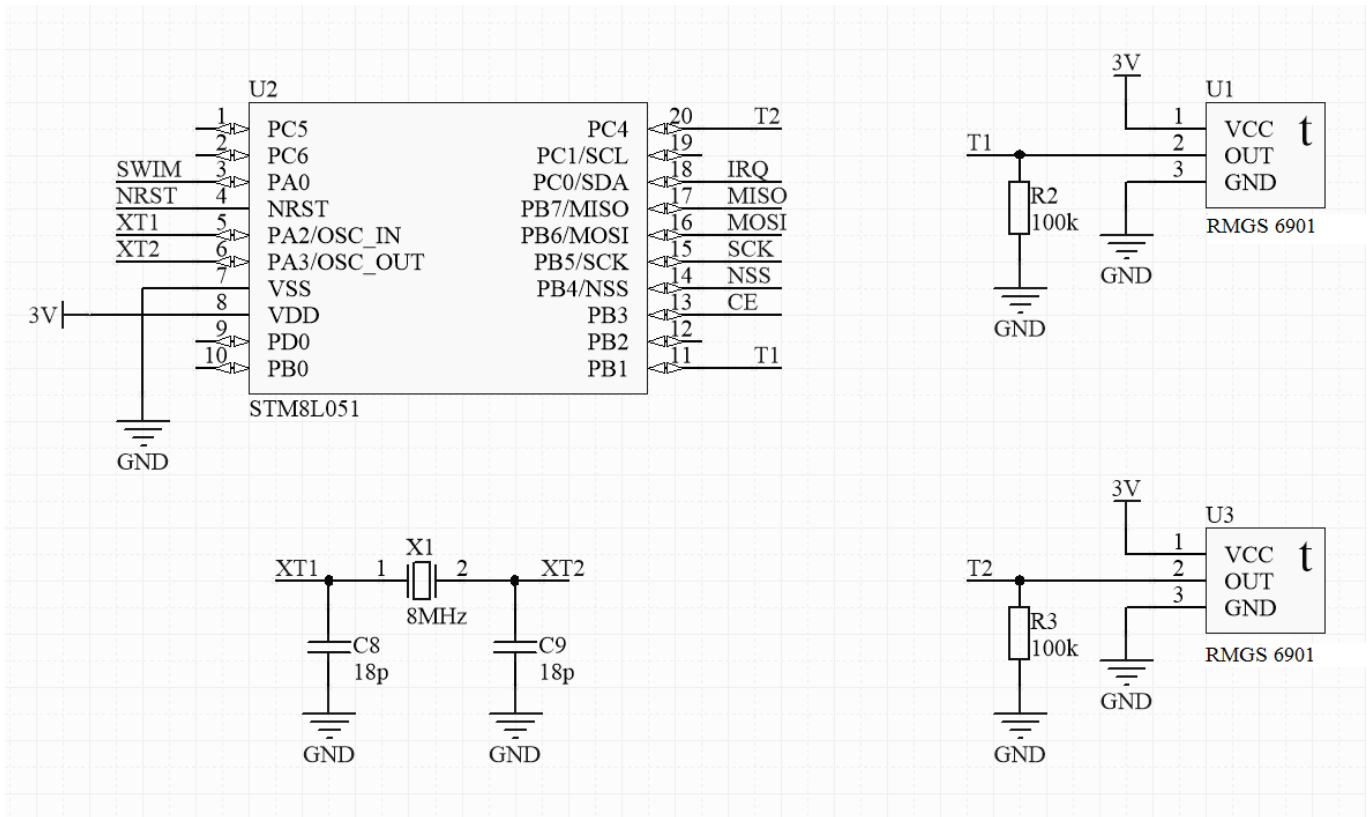 U2
1 PC5
2 PC6
SWIM 3 PA0
NRST 4 NRST
XT1 5 PA2/OSC_IN
XT2 6 PA3/OSC_OUT
7 VSS
3V 8 VDD
9 PD0
10 PB0
PC4 20 T2
PC1/SCL 19
PC0/SDA 18 IRQ
PB7/MISO 17 MISO
PB6/MOSI 16 MOSI
PB5/SCK 15 SCK
PB4/NSS 14 NSS
PB3 13 CE
PB2 12
PB1 11 T1
STM8L051
GND
3V
U1
1 VCC t
T1 2 OUT
3 GND
R2
100k
RMGS 6901
GND
GND
XT1 1 X1 2 XT2
8MHz
C8
18p
C9
18p
GND
GND
3V
U3
1 VCC t
T2 2 OUT
3 GND
R3
100k
RMGS 6901
GND
GND